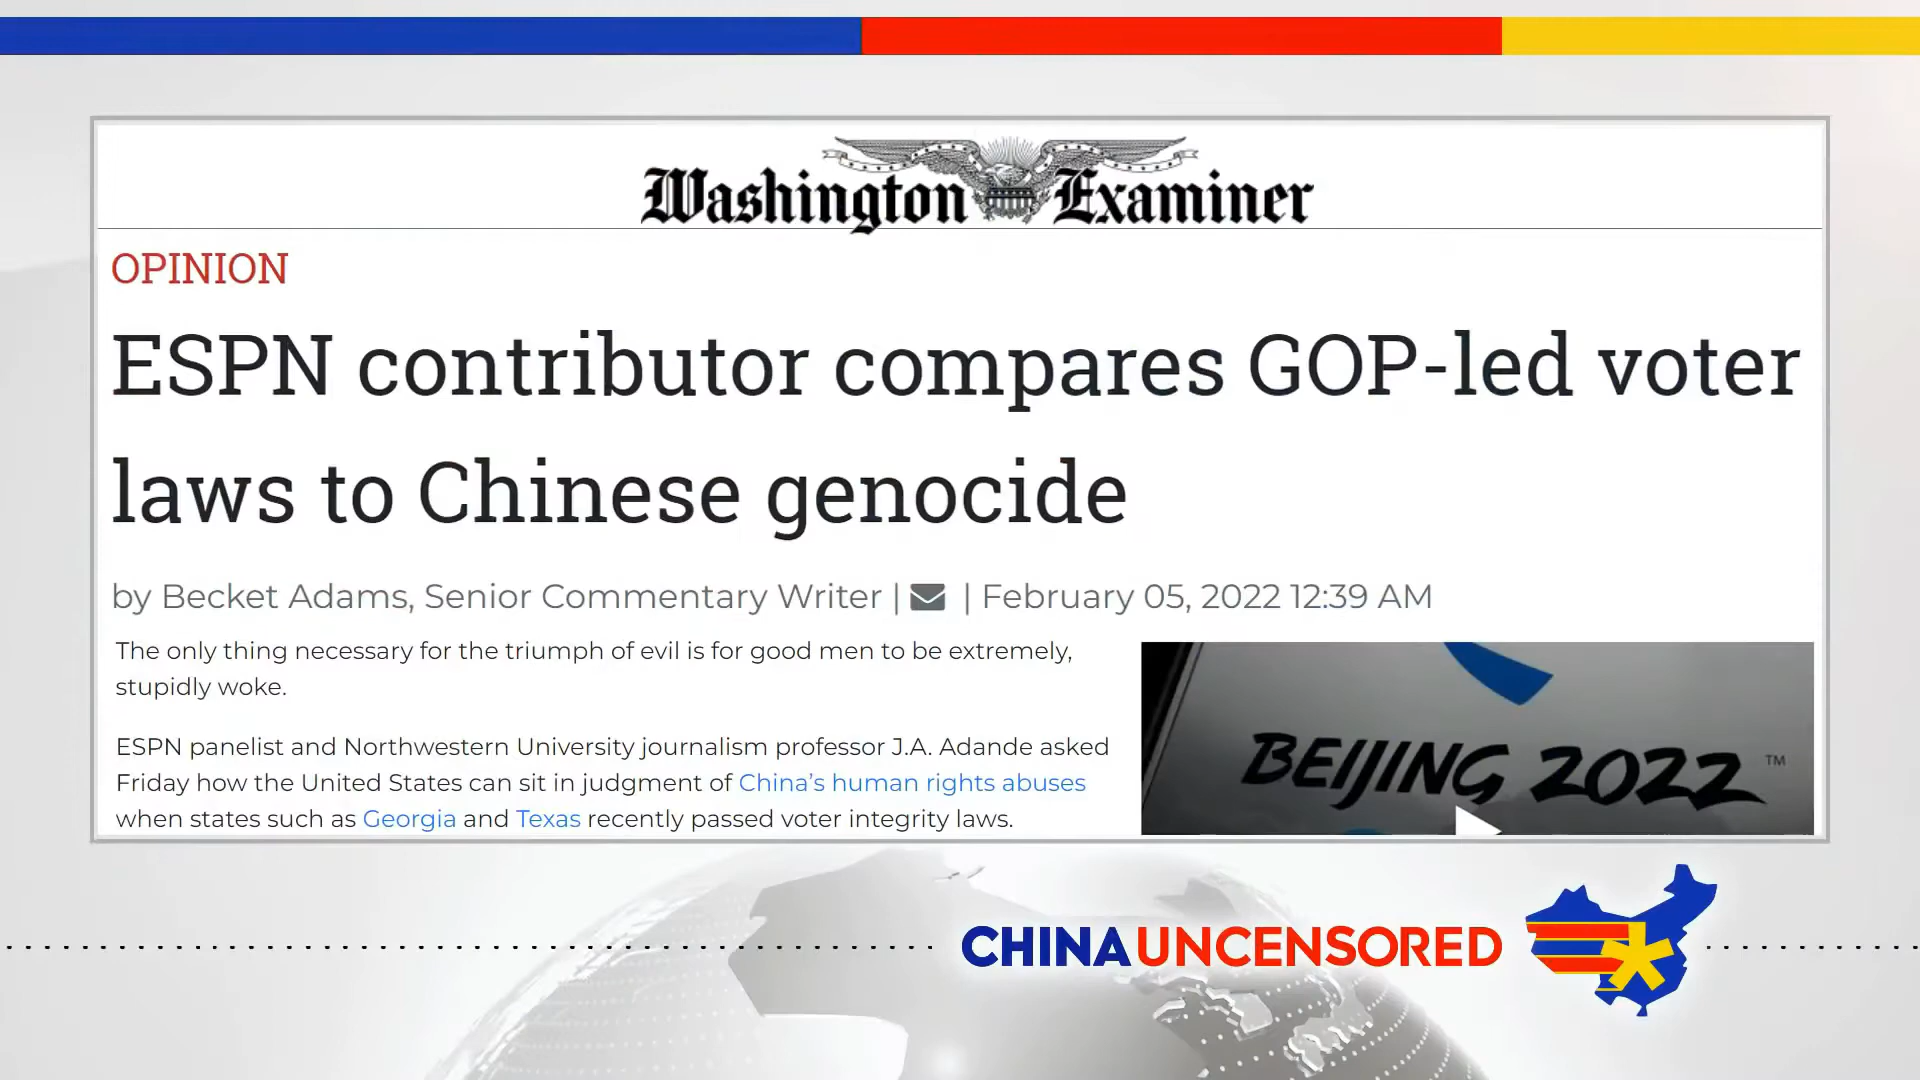 Washington Examiner
OPINION
ESPN contributor compares GOP-led voter
laws to Chinese genocide
by Becket Adams, Senior Commentary Writer | | February 05, 2022 12:39 AM
The only thing necessary for the triumph of evil is for good men to be extremely,
stupidly woke.
ESPN panelist and Northwestern University journalism professor J.A. Adande asked
Friday how the United States can sit in judgment of China's human rights abuses
when states such as Georgia and Texas recently passed voter integrity laws.
BEIJING 2022™
CHINA UNCENSORED